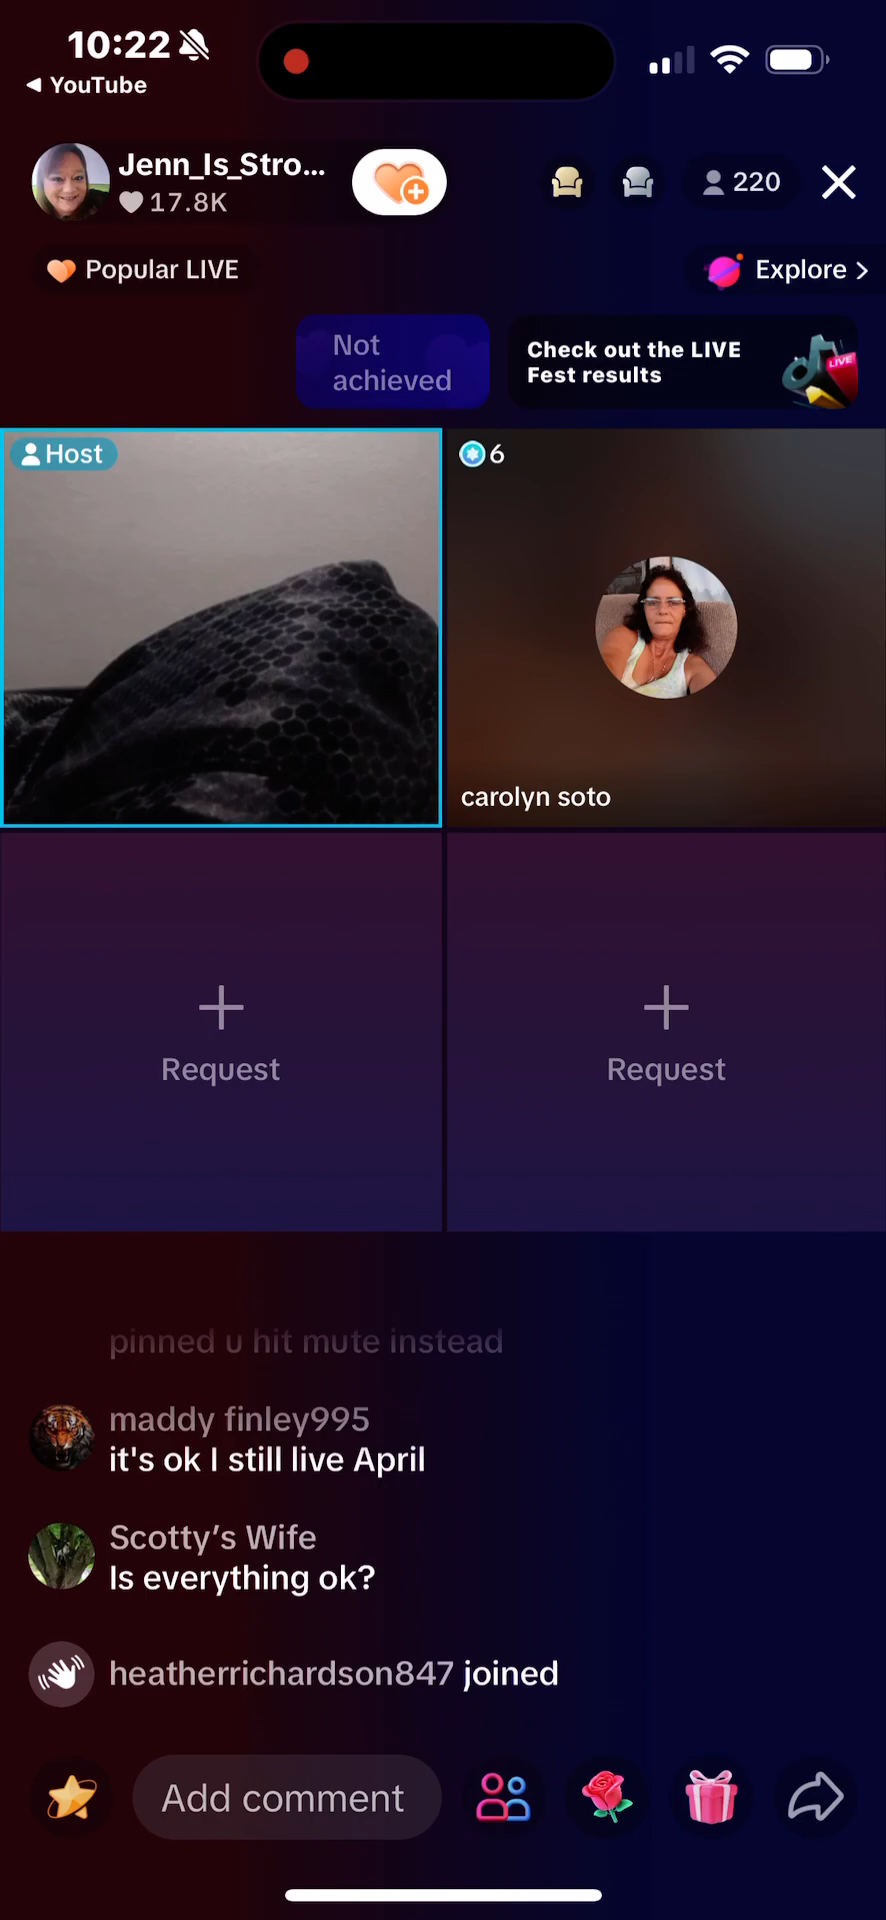 10:22
YouTube
Jenn_Is_Stro...
17.8K
220
Popular LIVE
Explore >
Not
achieved
Check out the LIVE
Fest results
LIVE
Host
6
carolyn soto
Request
Request
pinned u hit mute instead
maddy finley995
it's ok I still live April
Scotty's Wife
Is everything ok?
heatherrichardson847 joined
Add comment